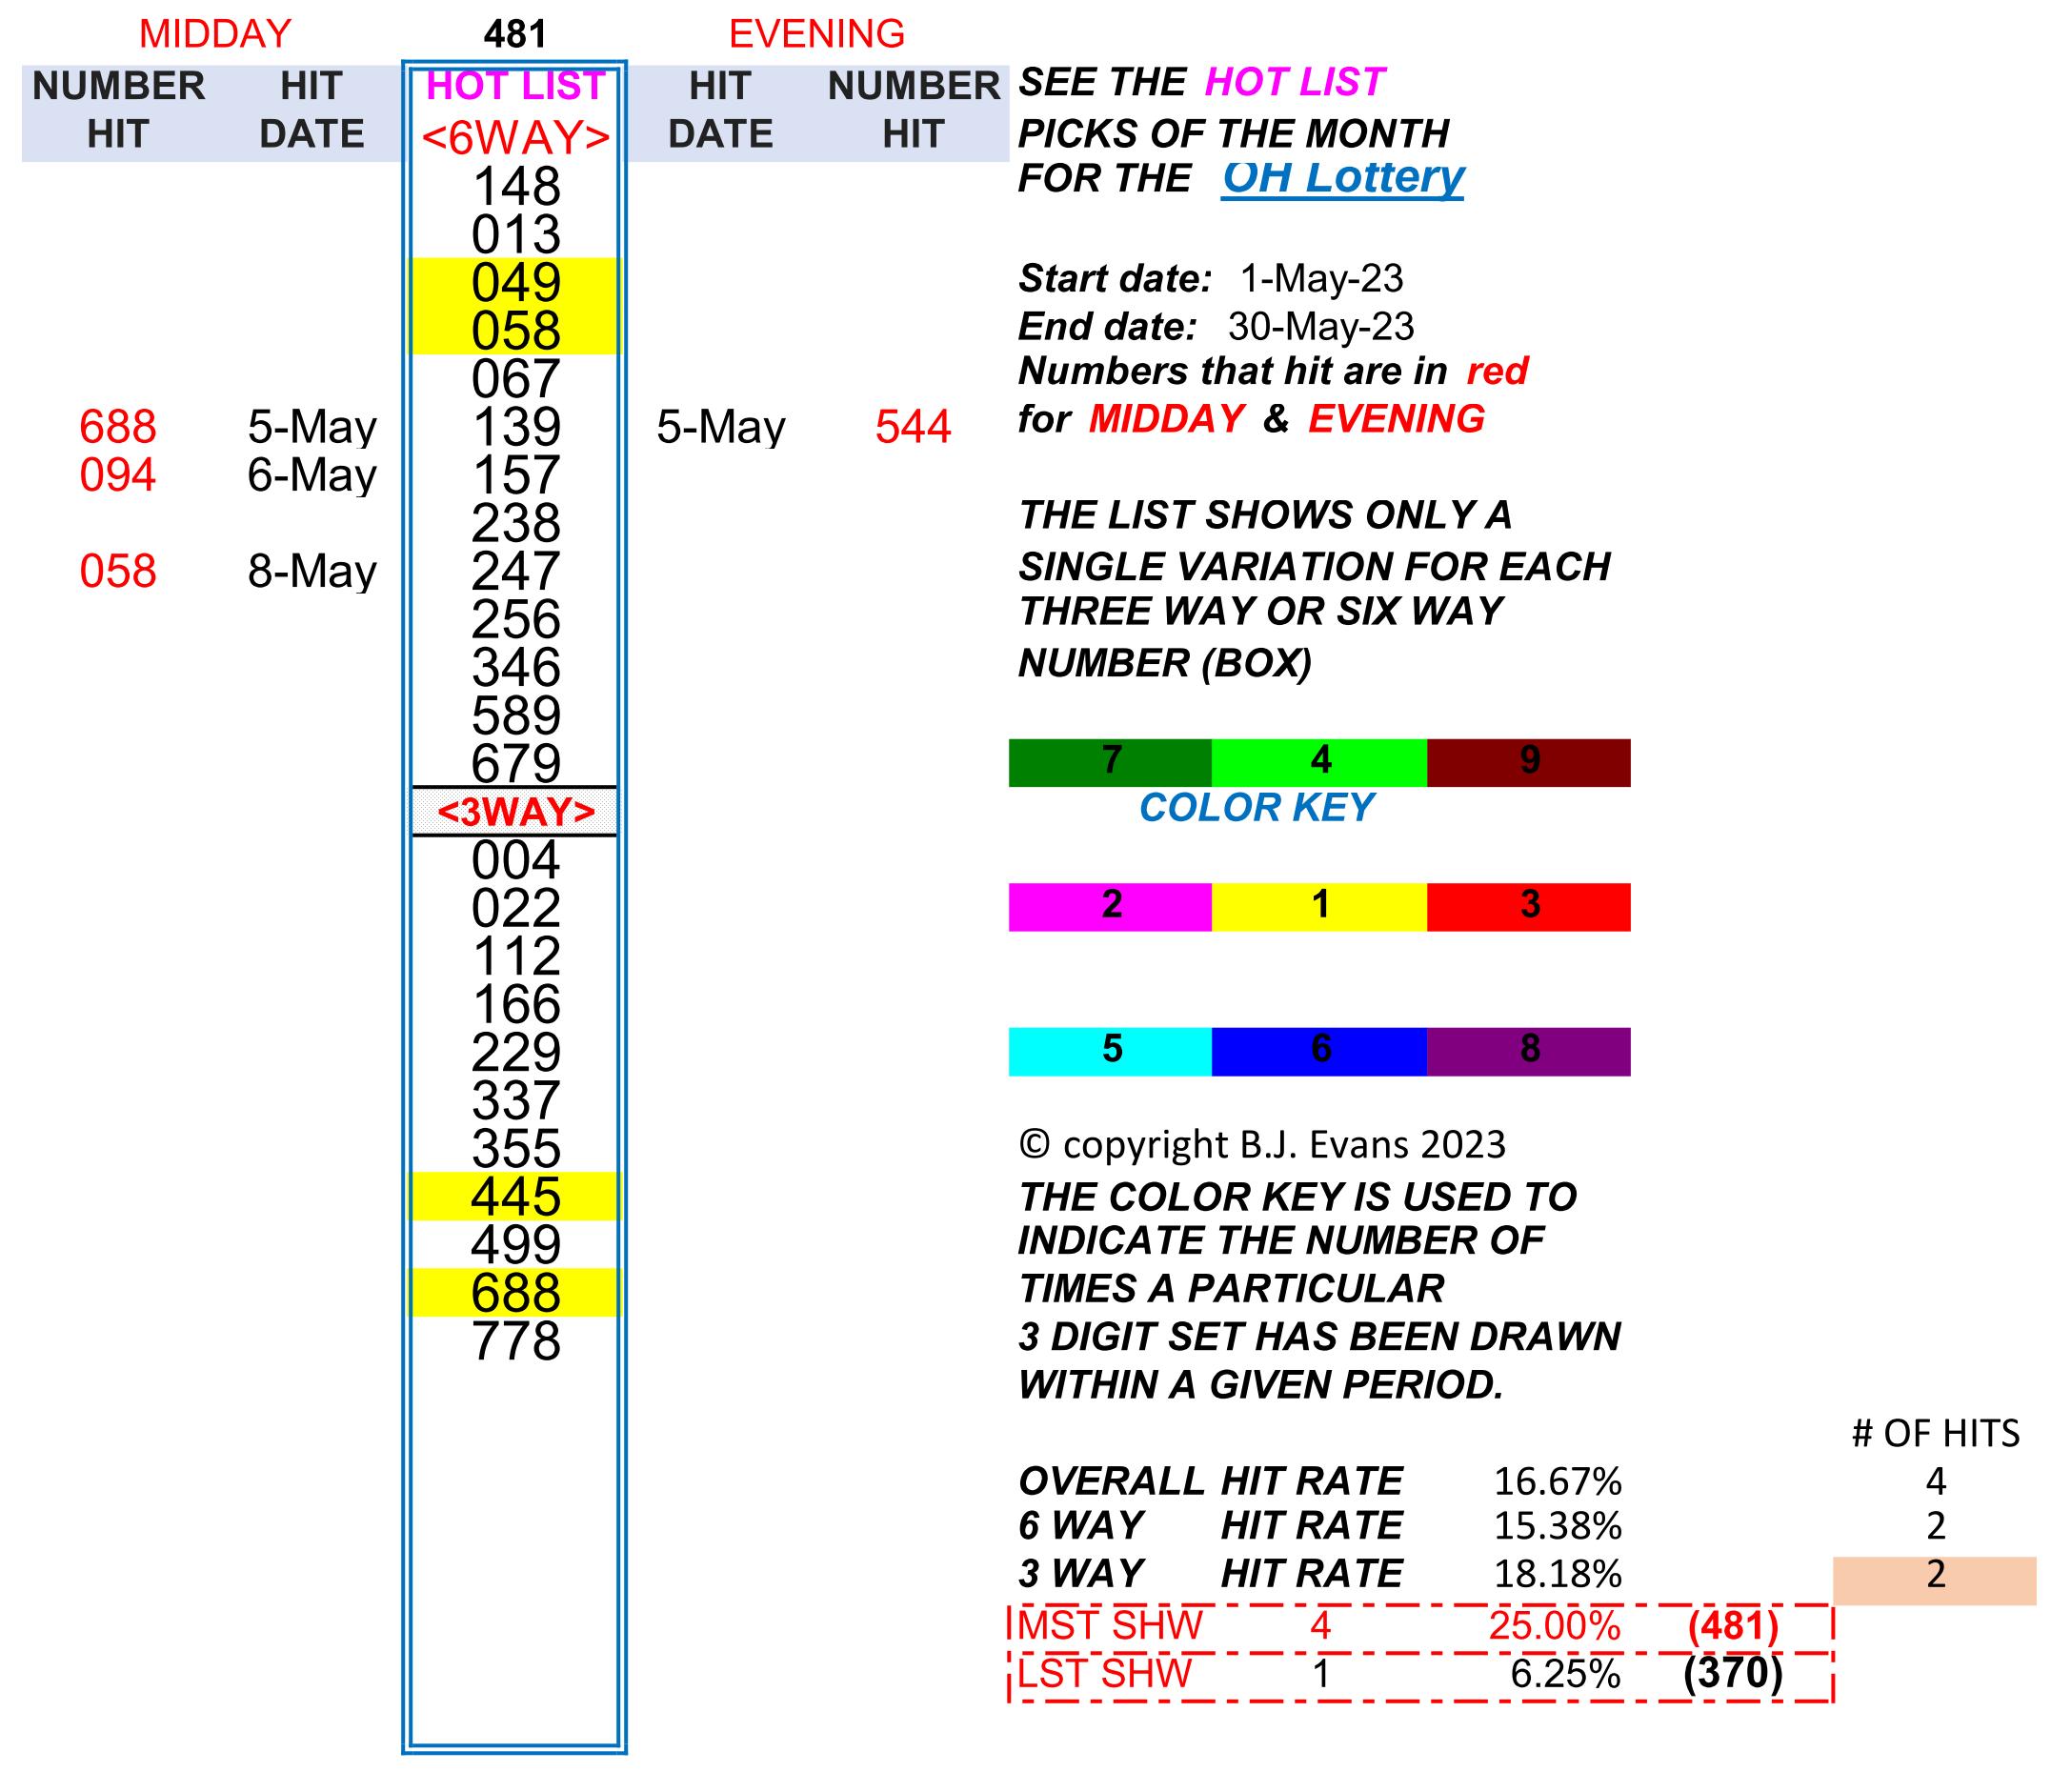 MIDDAY 481 EVENING
NUMBER HIT HOT LIST HIT NUMBER SEE THE HOT LIST
HIT DATE <6WAY> DATE HIT PICKS OF THE MONTH
148 FOR THE OH Lottery
013
049 Start date: 1-May-23
058 End date: 30-May-23
067 Numbers that hit are in red
688 5-May 139 5-May 544 for MIDDAY & EVENING
094 6-May 157
238 THE LIST SHOWS ONLY A
058 8-May 247 SINGLE VARIATION FOR EACH
256 THREE WAY OR SIX WAY
346 NUMBER (BOX)
589
679 7 4 9
<3WAY> COLOR KEY
004
022 2 1 3
112
166
229 5 6 8
337
355 © copyright B.J. Evans 2023
445 THE COLOR KEY IS USED TO
499 INDICATE THE NUMBER OF
688 TIMES A PARTICULAR
778 3 DIGIT SET HAS BEEN DRAWN
WITHIN A GIVEN PERIOD.
# OF HITS
OVERALL HIT RATE 16.67% 4
6 WAY HIT RATE 15.38% 2
3 WAY HIT RATE 18.18% 2
MST SHW 4 25.00% (481)
LST SHW 1 6.25% (370)